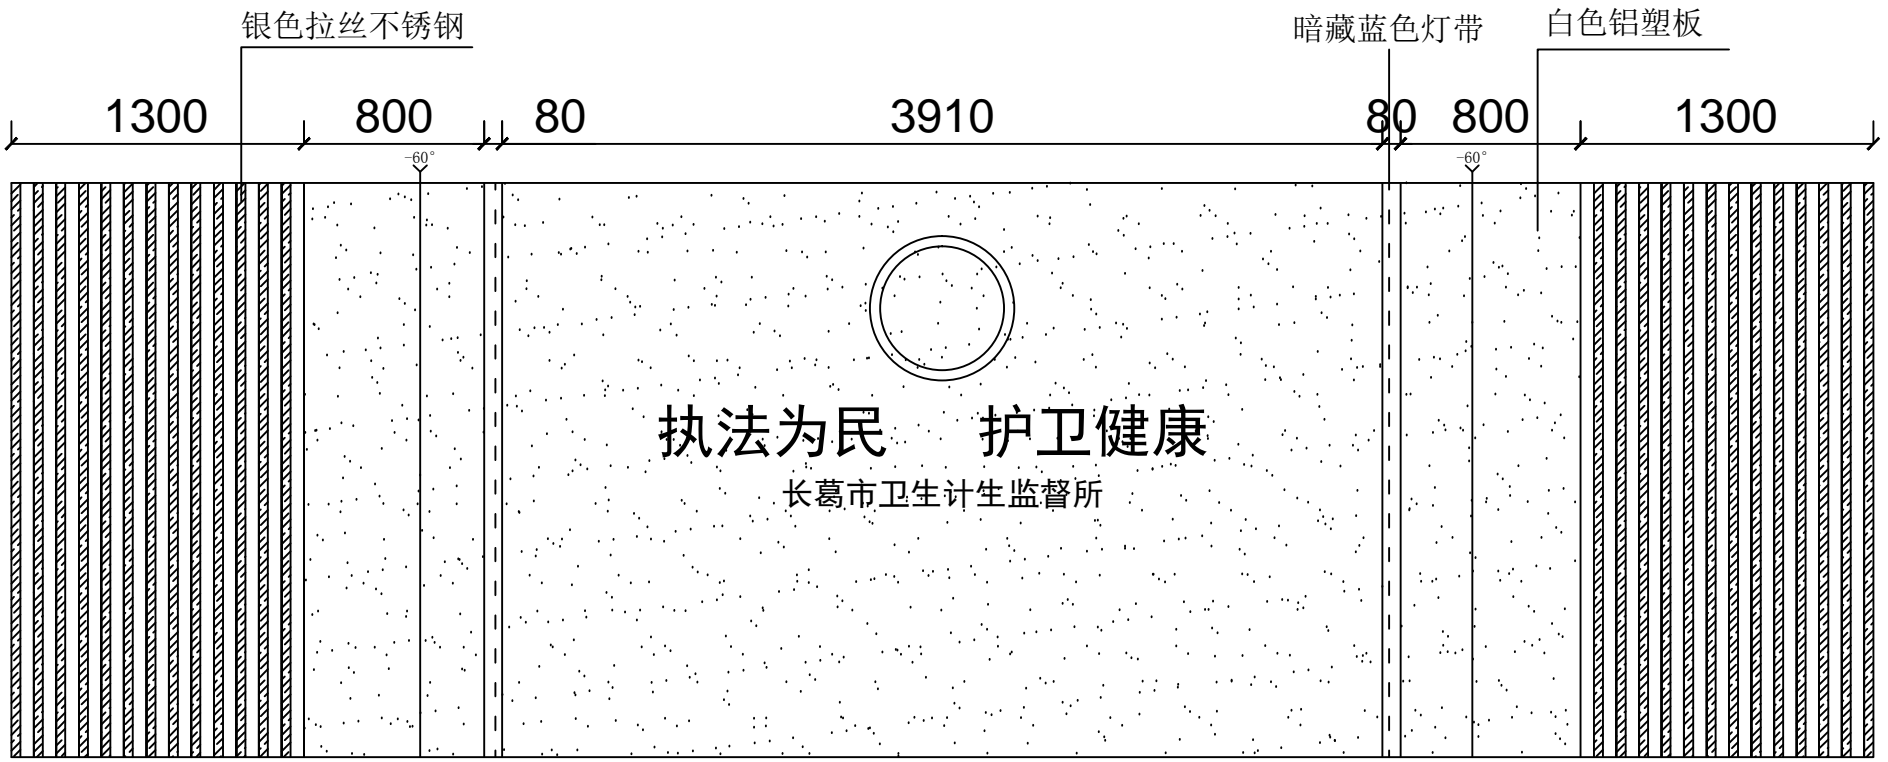 银色拉丝不锈钢
暗藏蓝色灯带
白色铝塑板
1300 800 80 3910 80 800 1300
-60° -60°
执法为民 护卫健康
长葛市卫生计生监督所